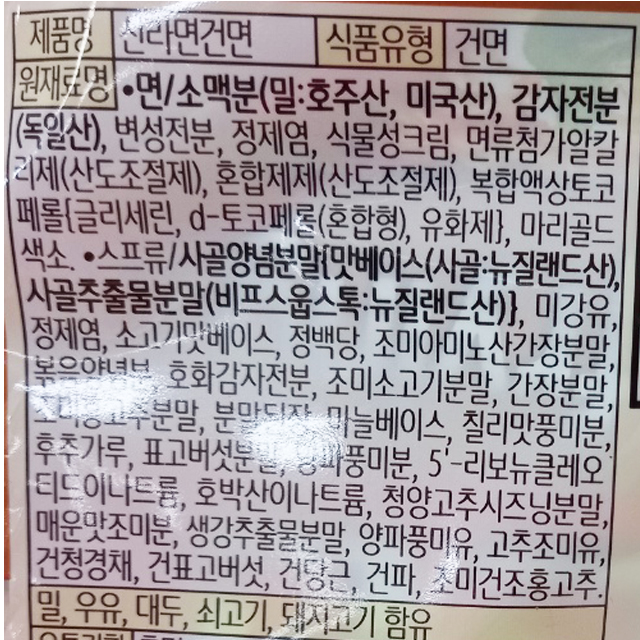 제품명 신라면건면 식품유형 건면
원재료명 •면/소맥분(밀:호주산, 미국산), 감자전분
(독일산), 변성전분, 정제염, 식물성크림, 면류첨가알칼
리제(산도조절제), 혼합제제(산도조절제), 복합액상토코
페롤{글리세린, d-토코페롤(혼합형), 유화제}, 마리골드
색소. •스프류/사골양념분말{맛베이스(사골:뉴질랜드산),
사골추출물분말(비프스웁스톡:뉴질랜드산)}, 미강유,
정제염, 소고기맛베이스, 정백당, 조미아미노산간장분말,
볶음양념분, 호화감자전분, 조미소고기분말, 간장분말,
조미홍고추분말, 분말된장, 마늘베이스, 칠리맛풍미분,
후추가루, 표고버섯분말, 양파풍미분, 5'-리보뉴클레오
티드이나트륨, 호박산이나트륨, 청양고추시즈닝분말,
매운맛조미분, 생강추출물분말, 양파풍미유, 고추조미유,
건청경채, 건표고버섯, 건당근, 건파, 조미건조홍고추.
밀, 우유, 대두, 쇠고기, 돼지고기 함유